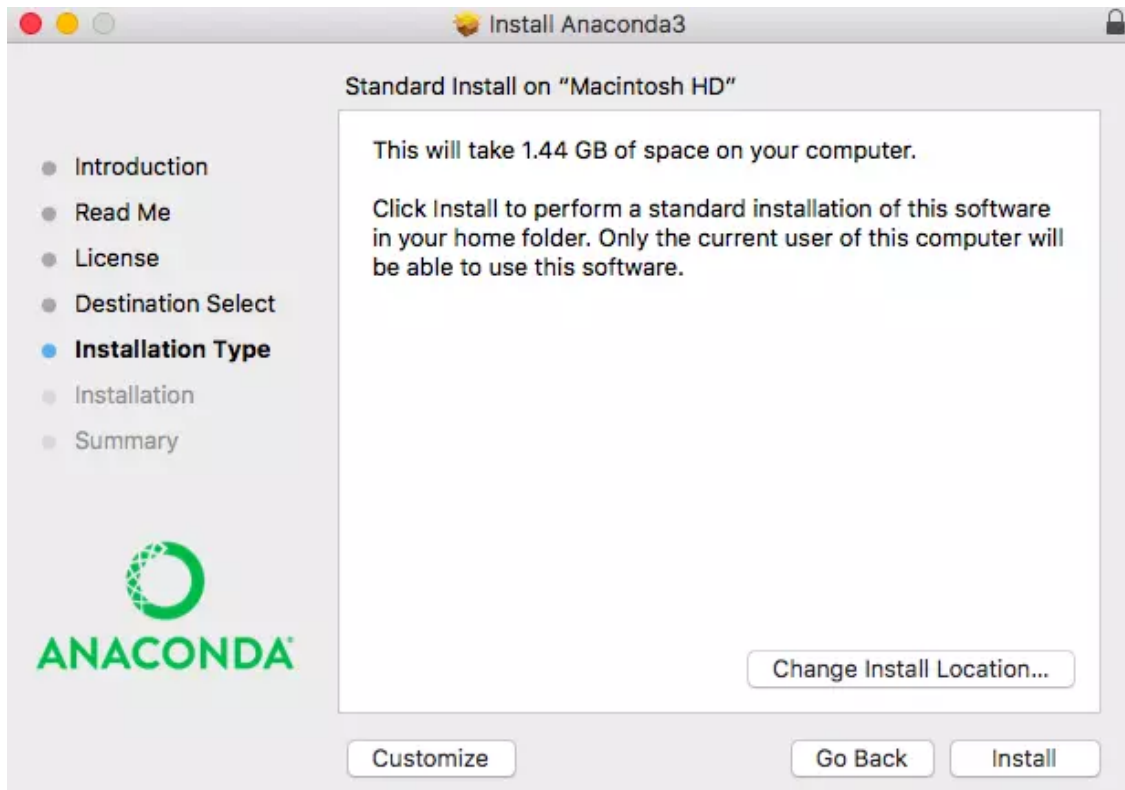 Install Anaconda3
Standard Install on “Macintosh HD”
Introduction
Read Me
License
Destination Select
Installation Type
Installation
Summary
This will take 1.44 GB of space on your computer.
Click Install to perform a standard installation of this software
in your home folder. Only the current user of this computer will
be able to use this software.
ANACONDA
Change Install Location...
Customize
Go Back
Install